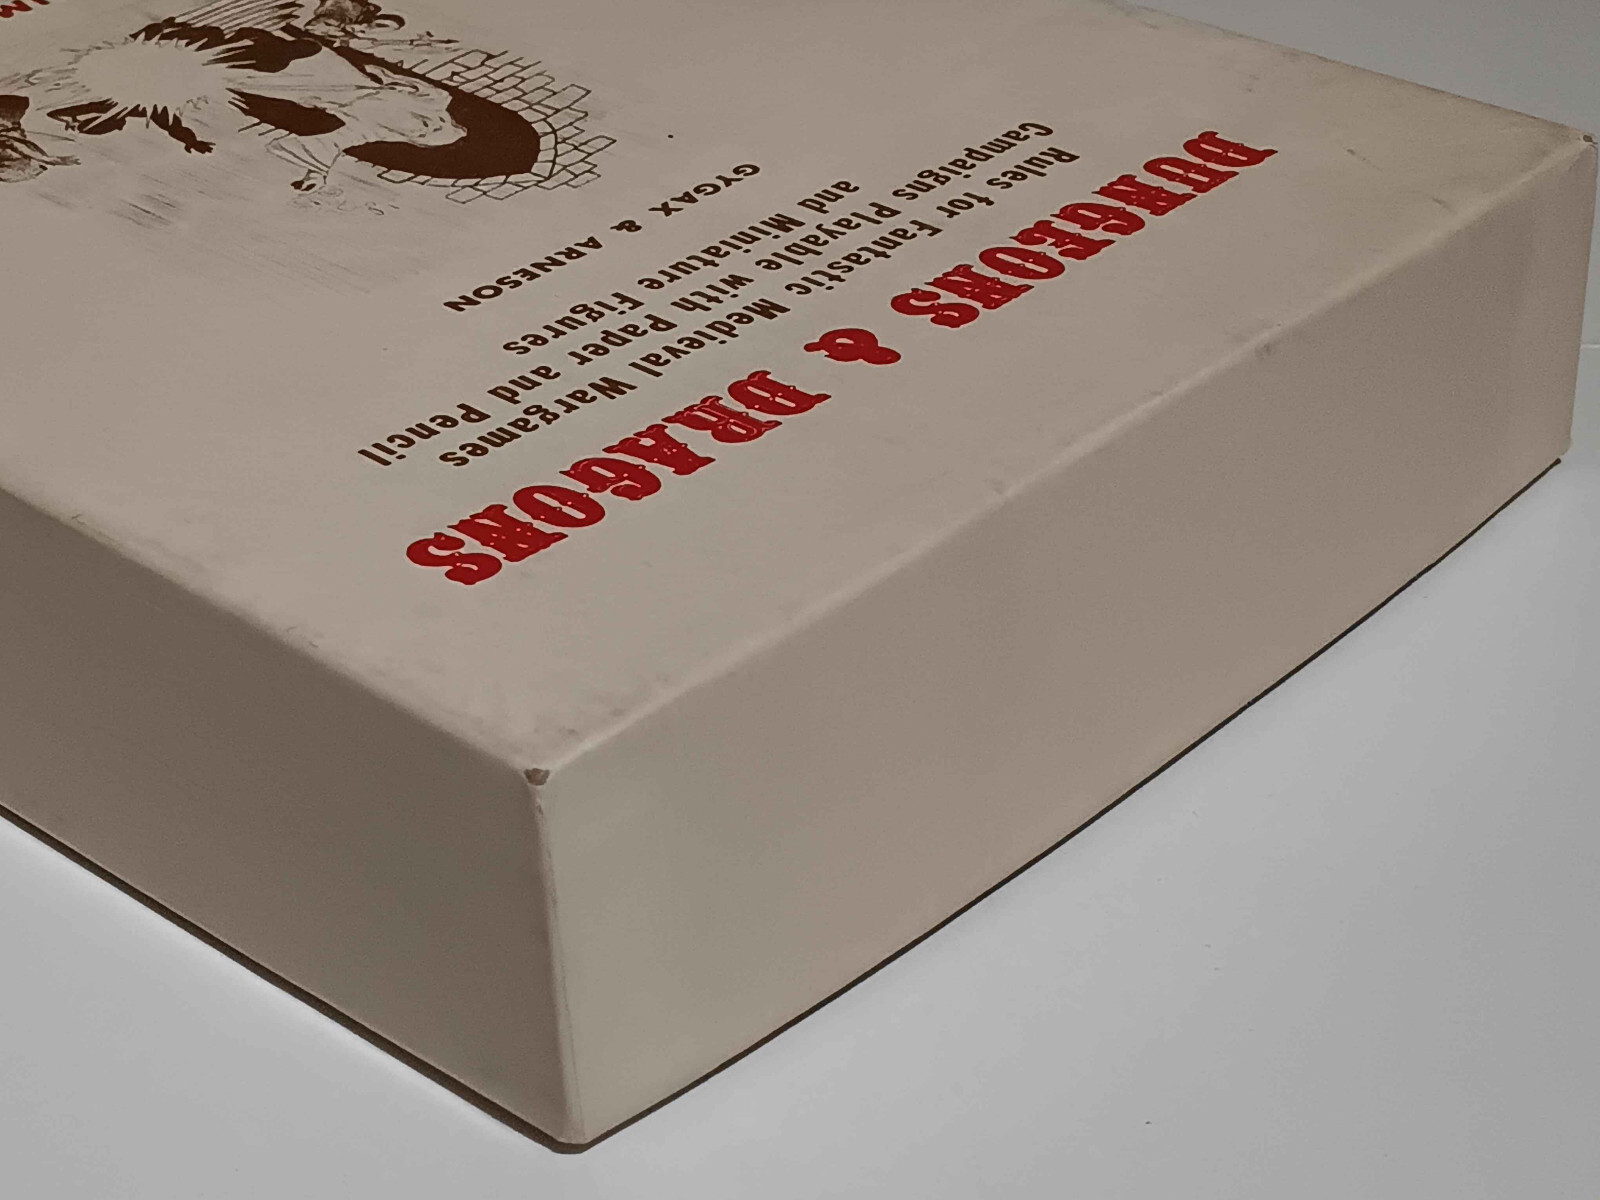 DUNGEONS & DRAGONS
Rules for Fantastic Medieval Wargames
Campaigns Playable with Paper and Pencil
and Miniature Figures
GYGAX & ARNESON